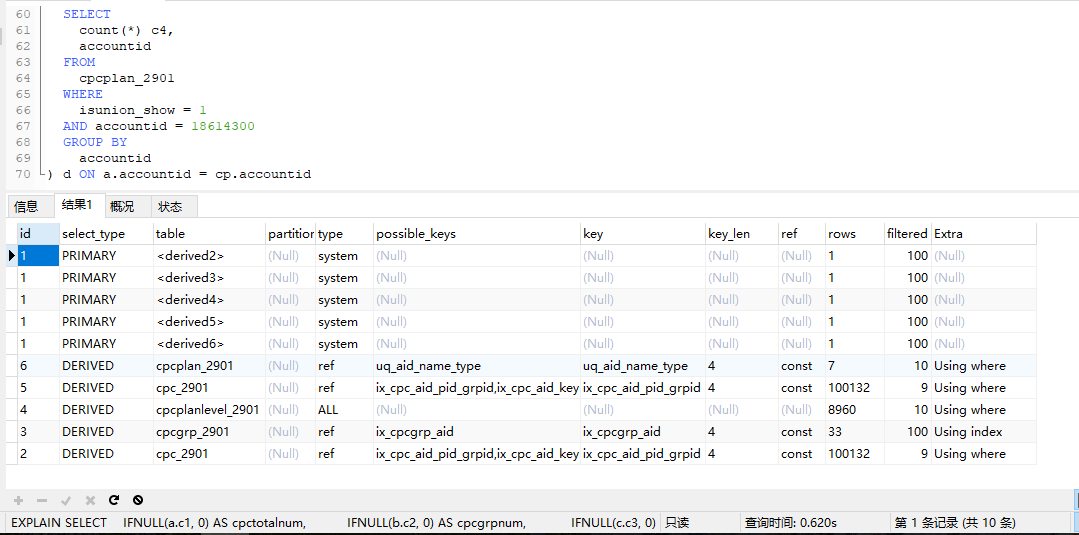 60 SELECT
61 count(*) c4,
62 accountid
63 FROM
64 cpcplan_2901
65 WHERE
66 isunion_show = 1
67 AND accountid = 18614300
68 GROUP BY
69 accountid
70 ) d ON a.accountid = cp.accountid
信息 结果1 概况 状态
id select_type table partition type possible_keys key key_len ref rows filtered Extra
1 PRIMARY <derived2> (Null) system (Null) (Null) (Null) (Null) 1 100 (Null)
1 PRIMARY <derived3> (Null) system (Null) (Null) (Null) (Null) 1 100 (Null)
1 PRIMARY <derived4> (Null) system (Null) (Null) (Null) (Null) 1 100 (Null)
1 PRIMARY <derived5> (Null) system (Null) (Null) (Null) (Null) 1 100 (Null)
1 PRIMARY <derived6> (Null) system (Null) (Null) (Null) (Null) 1 100 (Null)
6 DERIVED cpcplan_2901 (Null) ref uq_aid_name_type uq_aid_name_type 4 const 7 10 Using where
5 DERIVED cpc_2901 (Null) ref ix_cpc_aid_pid_grpid,ix_cpc_aid_key ix_cpc_aid_pid_grpid 4 const 100132 9 Using where
4 DERIVED cpcplanlevel_2901 (Null) ALL (Null) (Null) (Null) (Null) 8960 10 Using where
3 DERIVED cpcgrp_2901 (Null) ref ix_cpcgrp_aid ix_cpcgrp_aid 4 const 33 100 Using index
2 DERIVED cpc_2901 (Null) ref ix_cpc_aid_pid_grpid,ix_cpc_aid_key ix_cpc_aid_pid_grpid 4 const 100132 9 Using where
EXPLAIN SELECT IFNULL(a.c1, 0) AS cpctotalnum, IFNULL(b.c2, 0) AS cpcgrpnum, IFNULL(c.c3, 0) 只读 查询时间: 0.620s 第 1 条记录 (共 10 条)